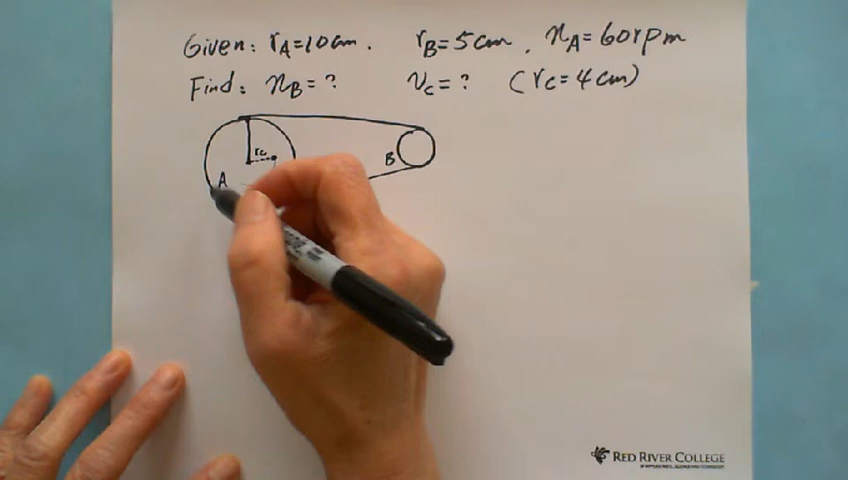 Given: rA=10cm. rB=5cm, nA=60rpm
Find: nB=? vC=? (rC=4cm)
rC
A
B
RED RIVER COLLEGE